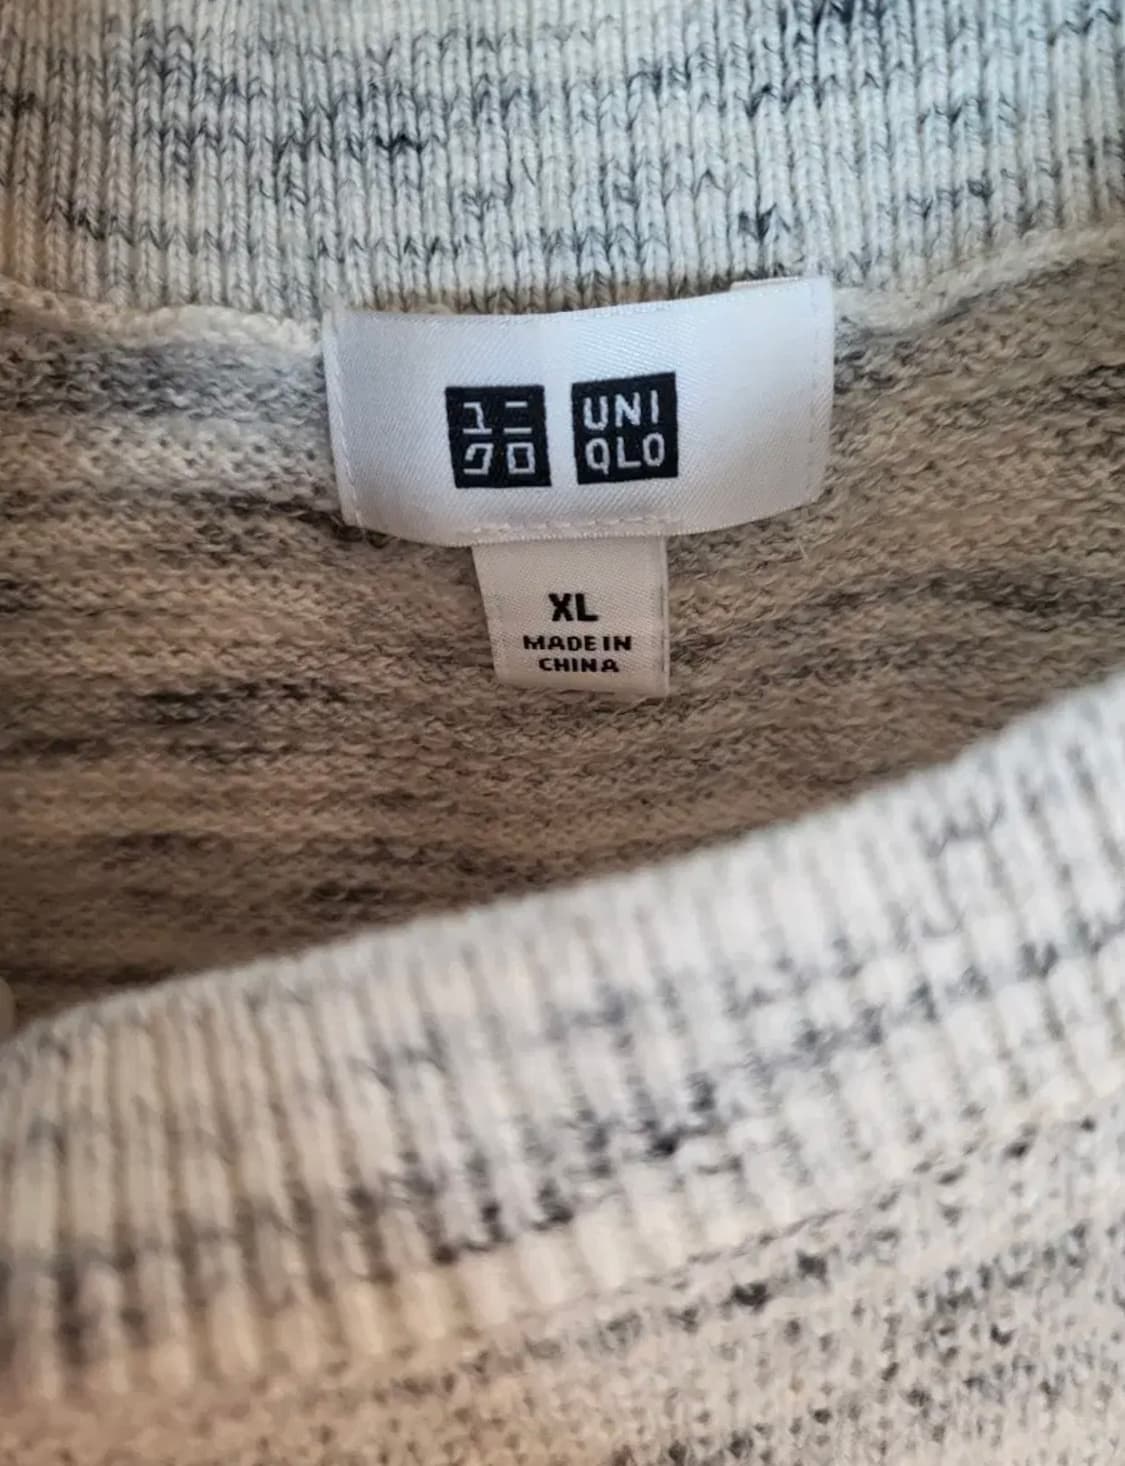 ユニ
クロ
UNI
QLO
XL
MADE IN
CHINA